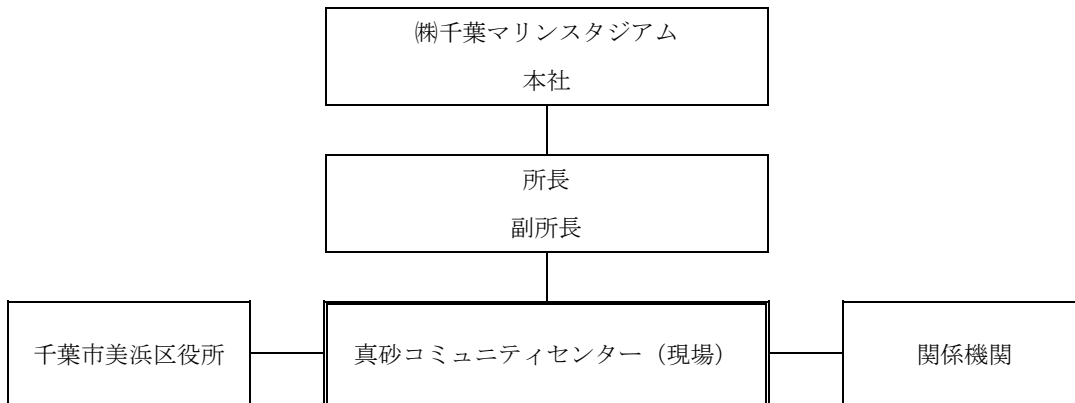 ㈱千葉マリンスタジアム
本社
所長
副所長
千葉市美浜区役所
真砂コミュニティセンター（現場）
関係機関